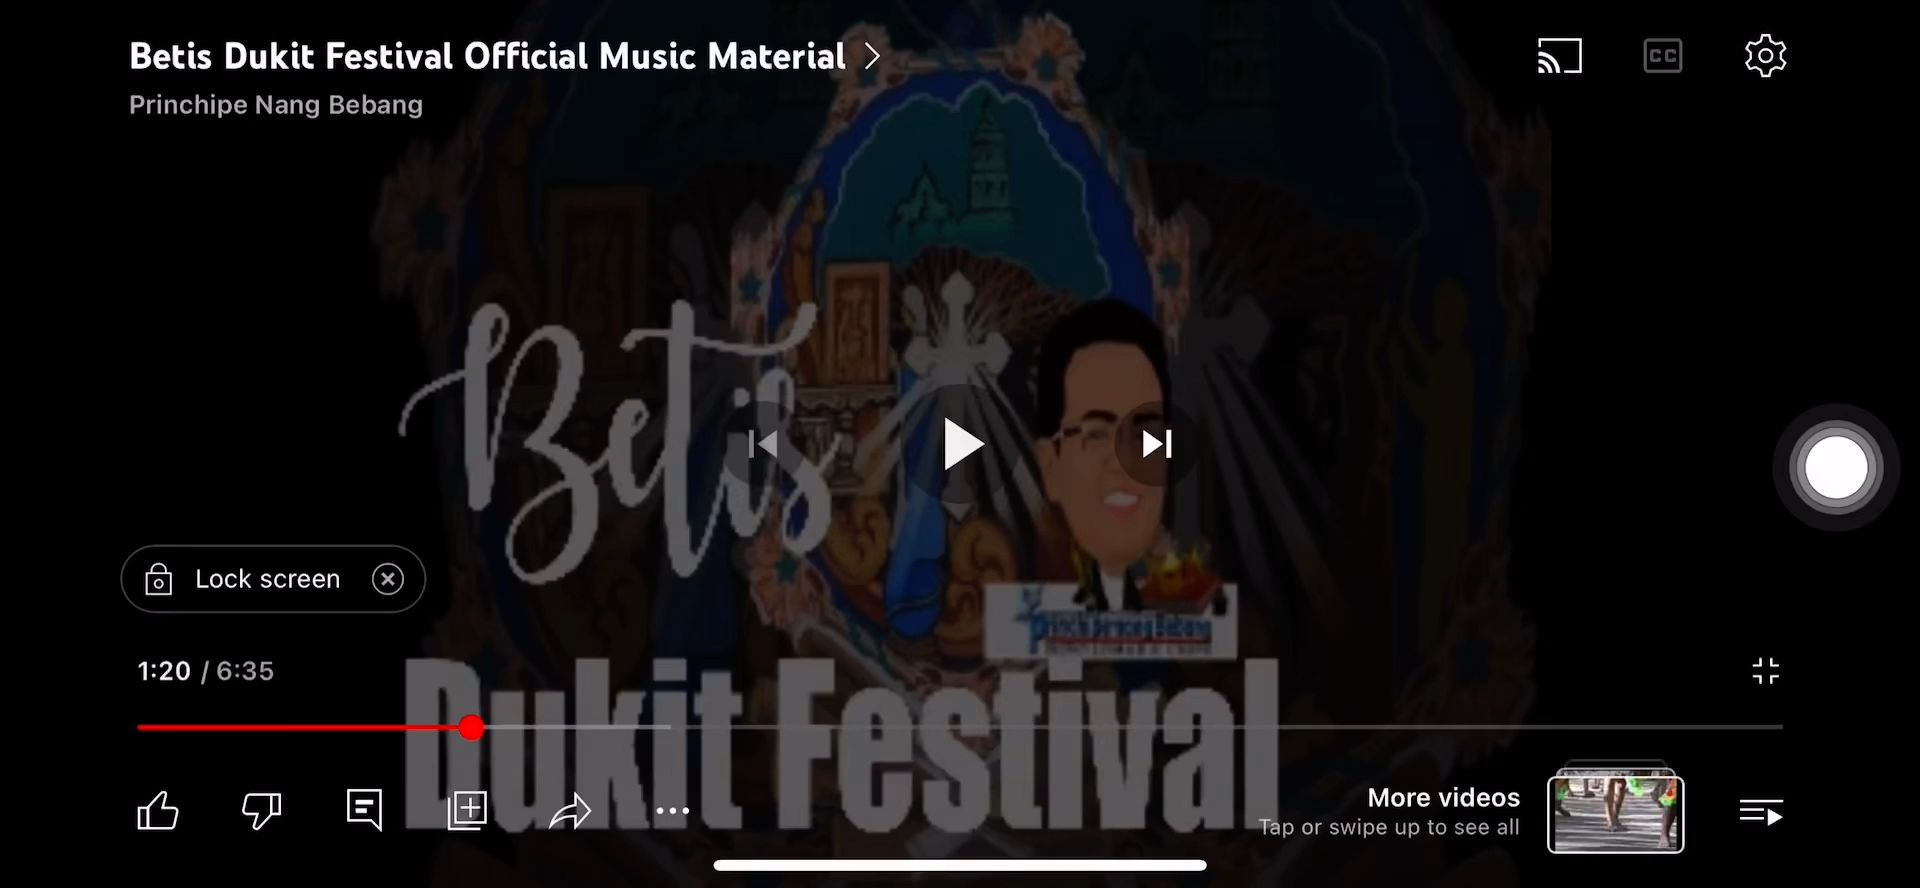 Betis Dukit Festival Official Music Material
Princhipe Nang Bebang
CC
Betis
Lock screen
1:20 / 6:35
Dukit Festival
More videos
Tap or swipe up to see all